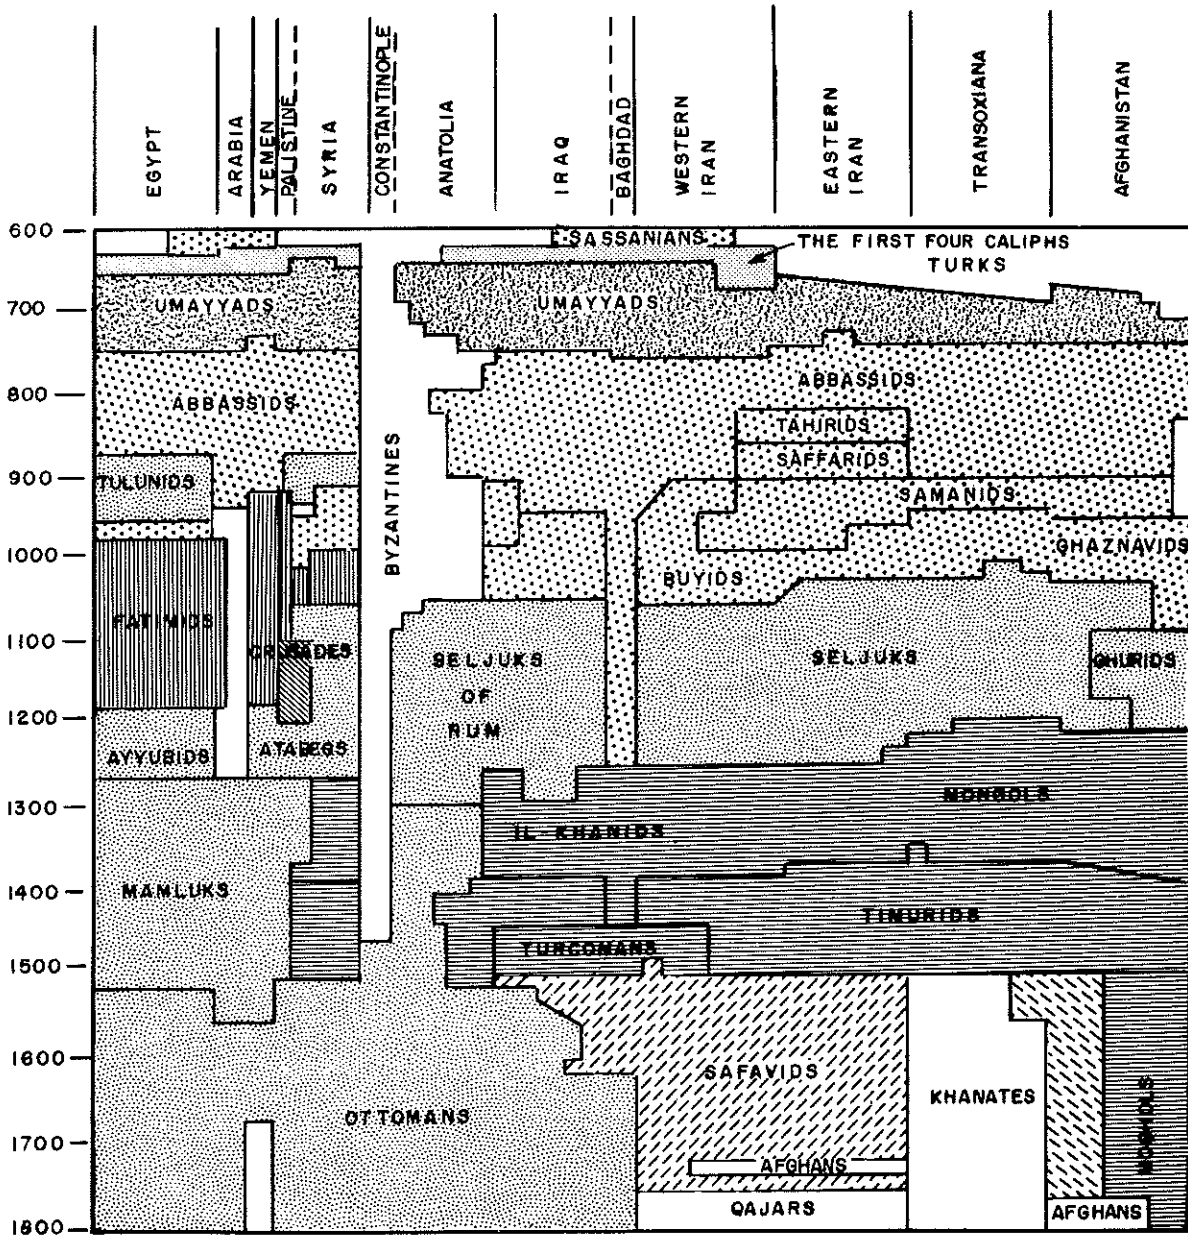 EGYPT
ARABIA
YEMEN
PALISTINE
SYRIA
CONSTANTINOPLE
ANATOLIA
IRAQ
BAGHDAD
WESTERN
IRAN
EASTERN
IRAN
TRANSOXIANA
AFGHANISTAN
600
SASSANIANS
THE FIRST FOUR CALIPHS
TURKS
700
UMAYYADS
UMAYYADS
800
ABBASSIDS
ABBASSIDS
TAHIRIDS
SAFFARIDS
900
TULUNIDS
SAMANIDS
BYZANTINES
1000
GHAZNAVIDS
BUYIDS
1100
FATIMIDS
CRUSADES
SELJUKS
OF
RUM
SELJUKS
GHURIDS
1200
AYYUBIDS
ATABEGS
1300
MONGOLS
IL-KHANIDS
1400
MAMLUKS
TIMURIDS
TURCOMANS
1500
1600
SAFAVIDS
KHANATES
OTTOMANS
MOGHOLS
1700
AFGHANS
QAJARS
AFGHANS
1800